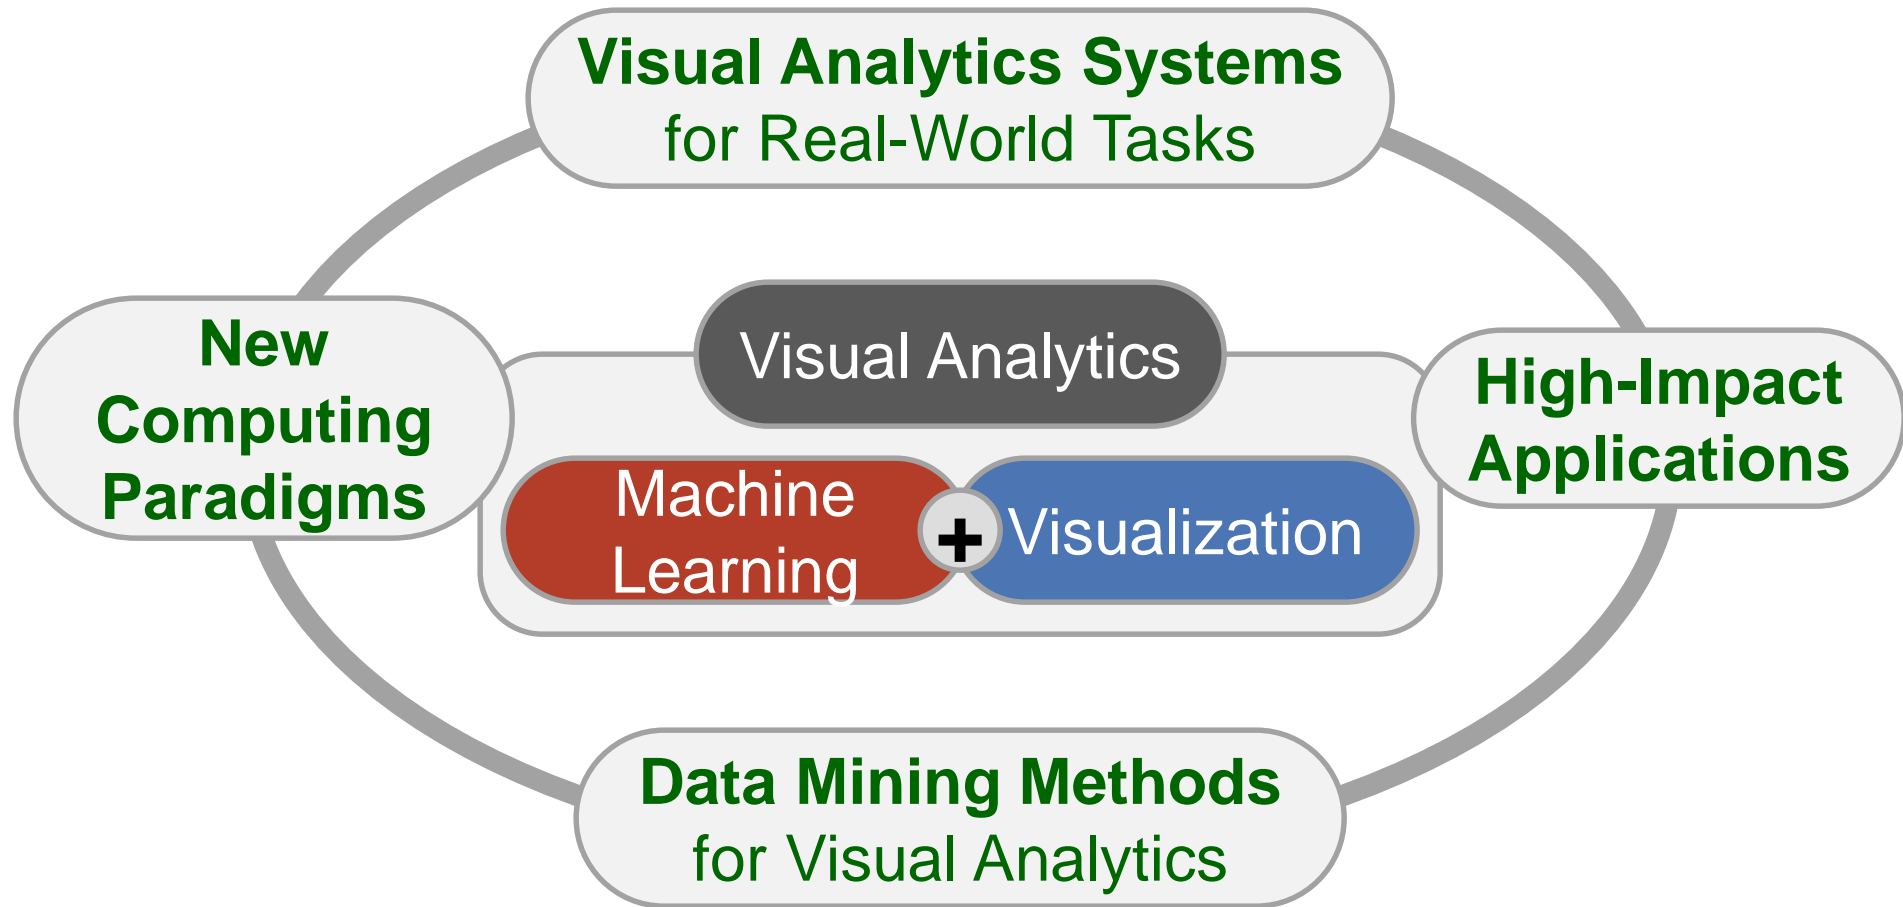 Visual Analytics Systems
for Real-World Tasks
New
Computing
Paradigms
Visual Analytics
High-Impact
Applications
Machine
Learning
+
Visualization
Data Mining Methods
for Visual Analytics